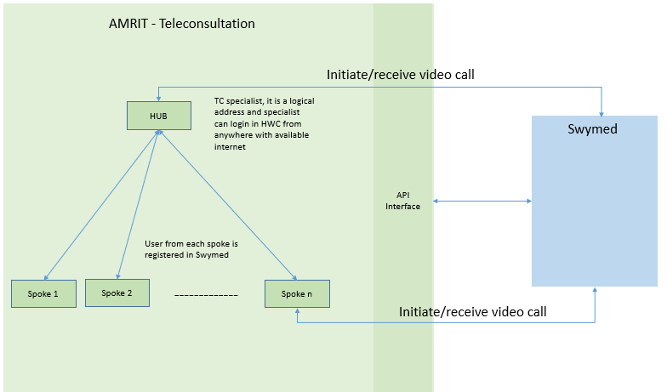 AMRIT - Teleconsultation
Initiate/receive video call
TC specialist, it is a logical
address and specialist
can login in HWC from
anywhere with available
internet
HUB
Swymed
API
Interface
User from each spoke is
registered in Swymed
Spoke 1
Spoke 2
-------------
Spoke n
Initiate/receive video call